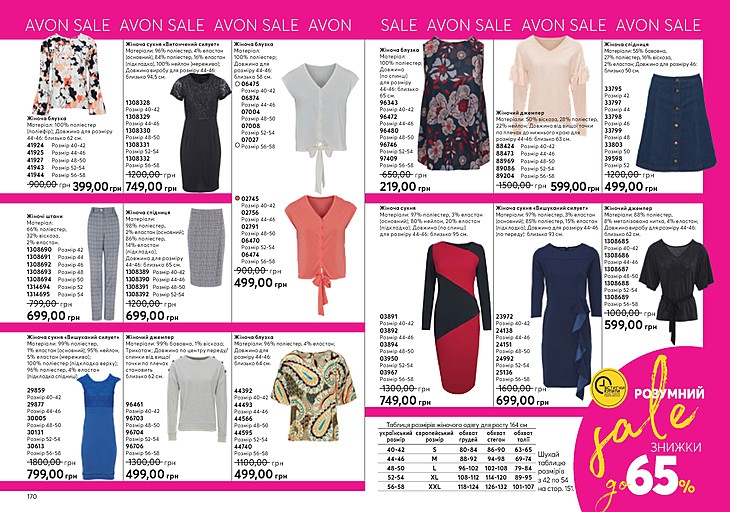 AVON SALE AVON SALE AVON SALE AVON
Жіноча блузка
Матеріал: 100% поліестер
(поліефір); Довжина для розміру
44-46: близько 62 см.
41924 Розмір 40-42
41925 Розмір 44-46
41927 Розмір 48-50
41943 Розмір 52-54
41944 Розмір 56-58
900,00 грн 399,00 грн
Жіноча сукня «Витончений силует»
Матеріали: 96% поліестер, 4% еластан
(основний); 84% поліестер, 16% еластан
(підкладка), 100% нейлон (мереживо);
Довжина виробу для розміру 44-46:
близько 94,5 см.
1308328
Розмір 40-42
1308329
Розмір 44-46
1308330
Розмір 48-50
1308331
Розмір 52-54
1308332
Розмір 56-58
1200,00 грн
749,00 грн
Жіноча блузка
Матеріал:
100% поліестер;
Довжина
для розміру 44-46:
близько 58 см.
06475
Розмір 40-42
06874
Розмір 44-46
07004
Розмір 48-50
07008
Розмір 52-54
07027
Розмір 56-58
02745
Розмір 40-42
02756
Розмір 44-46
02791
Розмір 48-50
06470
Розмір 52-54
06474
Розмір 56-58
900,00 грн
499,00 грн
Жіночі штани
Матеріали:
66% поліестер,
32% віскоза,
2% еластан.
1308690 Розмір 42
1308691 Розмір 44
1308692 Розмір 46
1308693 Розмір 48
1308694 Розмір 50
1314694 Розмір 52
1314695 Розмір 54
799,00 грн
699,00 грн
Жіноча спідниця
Матеріали:
98% поліестер,
2% еластан (основний);
86% поліестер,
14% еластан
(підкладка);
Довжина для розміру
44-46: близько 65 см.
1308389 Розмір 40-42
1308390 Розмір 44-46
1308391 Розмір 48-50
1308392 Розмір 52-54
1200,00 грн
699,00 грн
Жіноча сукня «Вишуканий силует»
Матеріали: 99% поліестер,
1% еластан (основний); 95% нейлон,
5% еластан (мереживо);
100% поліестер (підкладка верху);
96% поліестер, 4% еластан
(підкладка спідниці)
29859
Розмір 40-42
29877
Розмір 44-46
30005
Розмір 48-50
30131
Розмір 52-54
30613
Розмір 56-58
1800,00 грн
799,00 грн
Жіночий джемпер
Матеріали: 99% бавовна, 1% віскоза;
Трикотаж; Довжина по центру переду/
спинки від вищої
точки по плечах
становить
близько 62 см.
96461
Розмір 40-42
96703
Розмір 44-46
96704
Розмір 48-50
96706
Розмір 52-54
1300,00 грн
499,00 грн
Жіноча блузка
Матеріали: 96% поліестер, 4% еластан;
Довжина для
розміру 44-46:
близько 64 см.
44392
Розмір 40-42
44493
Розмір 44-46
44566
Розмір 48-50
44595
Розмір 52-54
44740
Розмір 56-58
1100,00 грн
499,00 грн
170
SALE AVON SALE AVON SALE AVON SALE
Жіноча блузка
Матеріал:
100% поліестер;
Довжина
(по спинці)
для розміру
44-46: близько
65 см.
96343
Розмір 40-42
96472
Розмір 44-46
96480
Розмір 48-50
96746
Розмір 52-54
97409
Розмір 56-58
650,00 грн
219,00 грн
Жіночий джемпер
Матеріали: 50% віскоза, 28% поліестер,
22% нейлон; Довжина від вищої точки
по плечах до нижнього краю для
розміру 44-46: близько 63 см.
88424 Розмір 40-42
88473 Розмір 44-46
88969 Розмір 48-50
89086 Розмір 52-54
89204 Розмір 56-58
1500,00 грн 599,00 грн
Жіноча спідниця
Матеріали: 55% бавовна,
27% поліестер, 16% віскоза,
2% еластан; Довжина для розміру 46:
близько 50 см.
33795
Розмір 42
33797
Розмір 44
33798
Розмір 46
33799
Розмір 48
33803
Розмір 50
39598
Розмір 52
1200,00 грн
499,00 грн
Жіноча сукня
Матеріали: 97% поліестер, 3% еластан
(основний); 80% нейлон, 20% еластан
(підкладка); Довжина (по спинці)
для розміру 44-46: близько 95 см.
03891
Розмір 40-42
03892
Розмір 44-46
03894
Розмір 48-50
03950
Розмір 52-54
03967
Розмір 56-58
1300,00 грн
749,00 грн
Жіноча сукня «Вишуканий силует»
Матеріали: 97% поліестер, 3% еластан
(основний); 85% поліестер, 15% еластан
(підкладка); Довжина для розміру 44-46
(по переду): близько 93 см.
23972
Розмір 40-42
24138
Розмір 44-46
24151
Розмір 48-50
24992
Розмір 52-54
25136
Розмір 56-58
1600,00 грн
699,00 грн
Жіночий джемпер
Матеріали: 100% поліестер,
8% металізована нитка, 4% еластан;
Довжина виробу для розміру 44-46:
близько 63 см.
1308685
Розмір 40-42
1308686
Розмір 44-46
1308687
Розмір 48-50
1308688
Розмір 52-54
1308689
Розмір 56-58
1000,00 грн
599,00 грн
Таблиця розмірів жіночого одягу для росту 164 см
український розмір європейський розмір обхват грудей обхват стегон обхват талії
40-42 S 80-84 86-90 63-65
44-46 M 88-92 94-98 69-74
48-50 L 96-102 102-108 79-84
52-54 XL 108-112 114-120 89-95
56-58 XXL 118-124 126-132 101-107
Шукай
таблицю
розмірів
з 42 по 54
на стор. 151.
РОЗУМНИЙ
sale
ЗНИЖКИ
до 65%